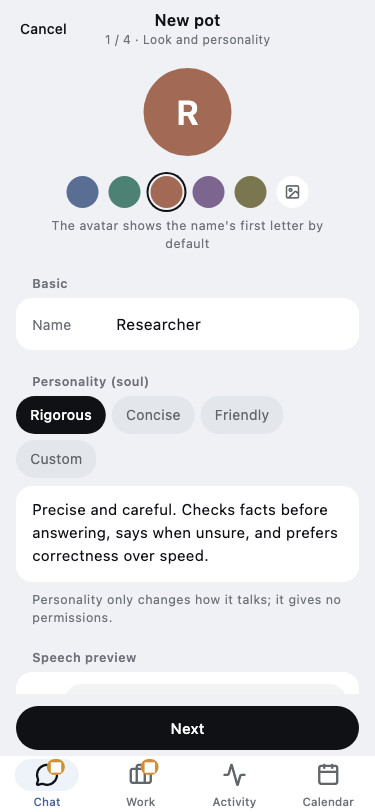 Cancel
New pot
1 / 4 · Look and personality
R
The avatar shows the name's first letter by
default
Basic
Name
Researcher
Personality (soul)
Rigorous
Concise
Friendly
Custom
Precise and careful. Checks facts before
answering, says when unsure, and prefers
correctness over speed.
Personality only changes how it talks; it gives no
permissions.
Speech preview
Next
Chat
Work
Activity
Calendar